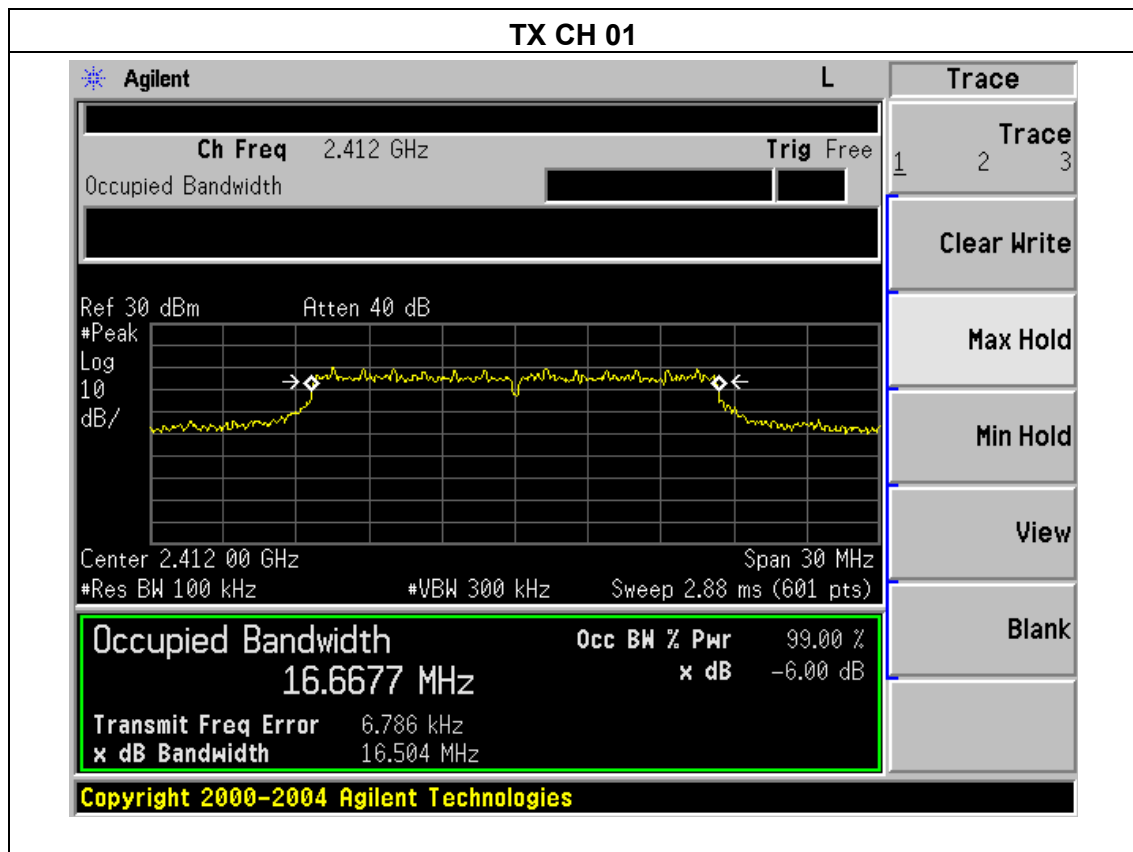 TX CH 01
Agilent L Trace
Ch Freq 2.412 GHz Trig Free
Occupied Bandwidth
Trace
1 2 3
Clear Write
Max Hold
Min Hold
View
Blank
Ref 30 dBm Atten 40 dB
#Peak
Log
10
dB/
Center 2.412 00 GHz Span 30 MHz
#Res BW 100 kHz #VBW 300 kHz Sweep 2.88 ms (601 pts)
Occupied Bandwidth Occ BW % Pwr 99.00 %
16.6677 MHz x dB -6.00 dB
Transmit Freq Error 6.786 kHz
x dB Bandwidth 16.504 MHz
Copyright 2000-2004 Agilent Technologies